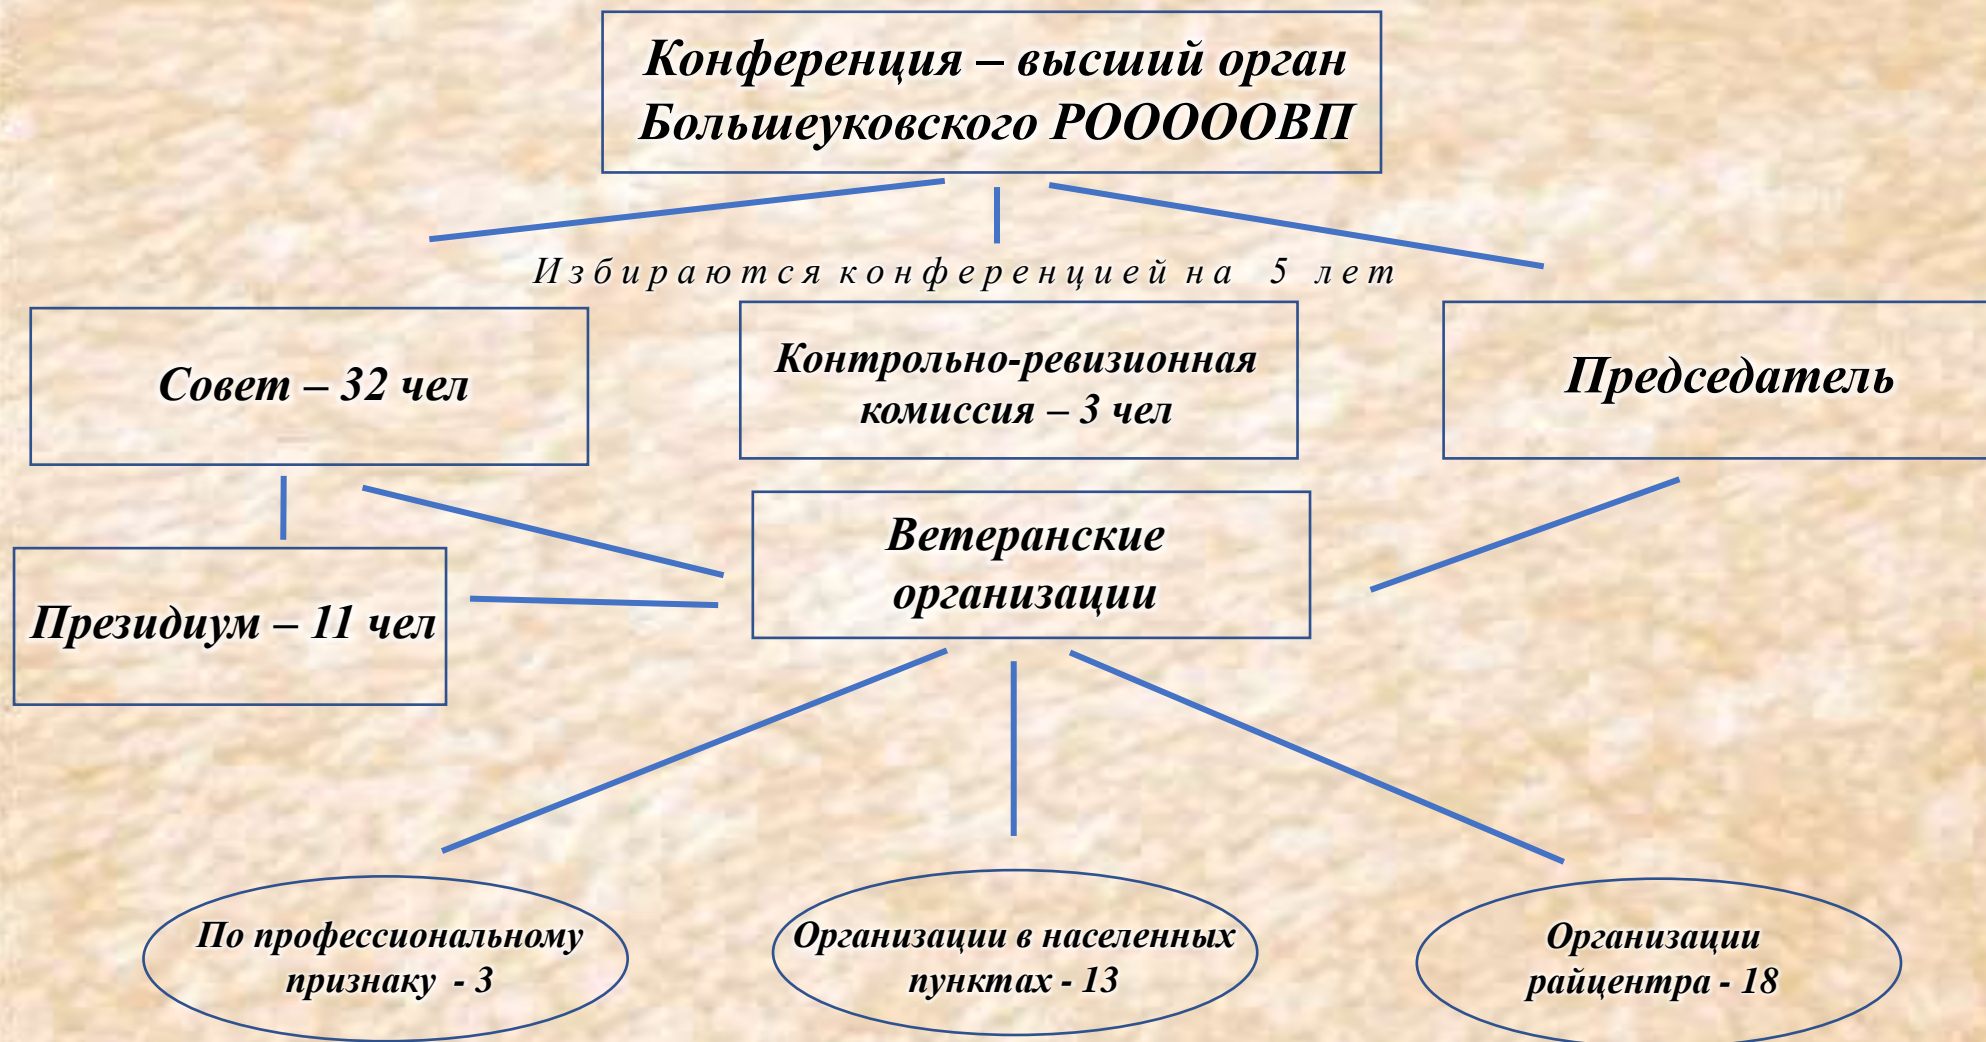 Конференция – высший орган
Большеуковского РОООООВП
Избираются конференцией на 5 лет
Совет – 32 чел
Контрольно-ревизионная
комиссия – 3 чел
Председатель
Ветеранские
организации
Президиум – 11 чел
По профессиональному
признаку - 3
Организации в населенных
пунктах - 13
Организации
райцентра - 18